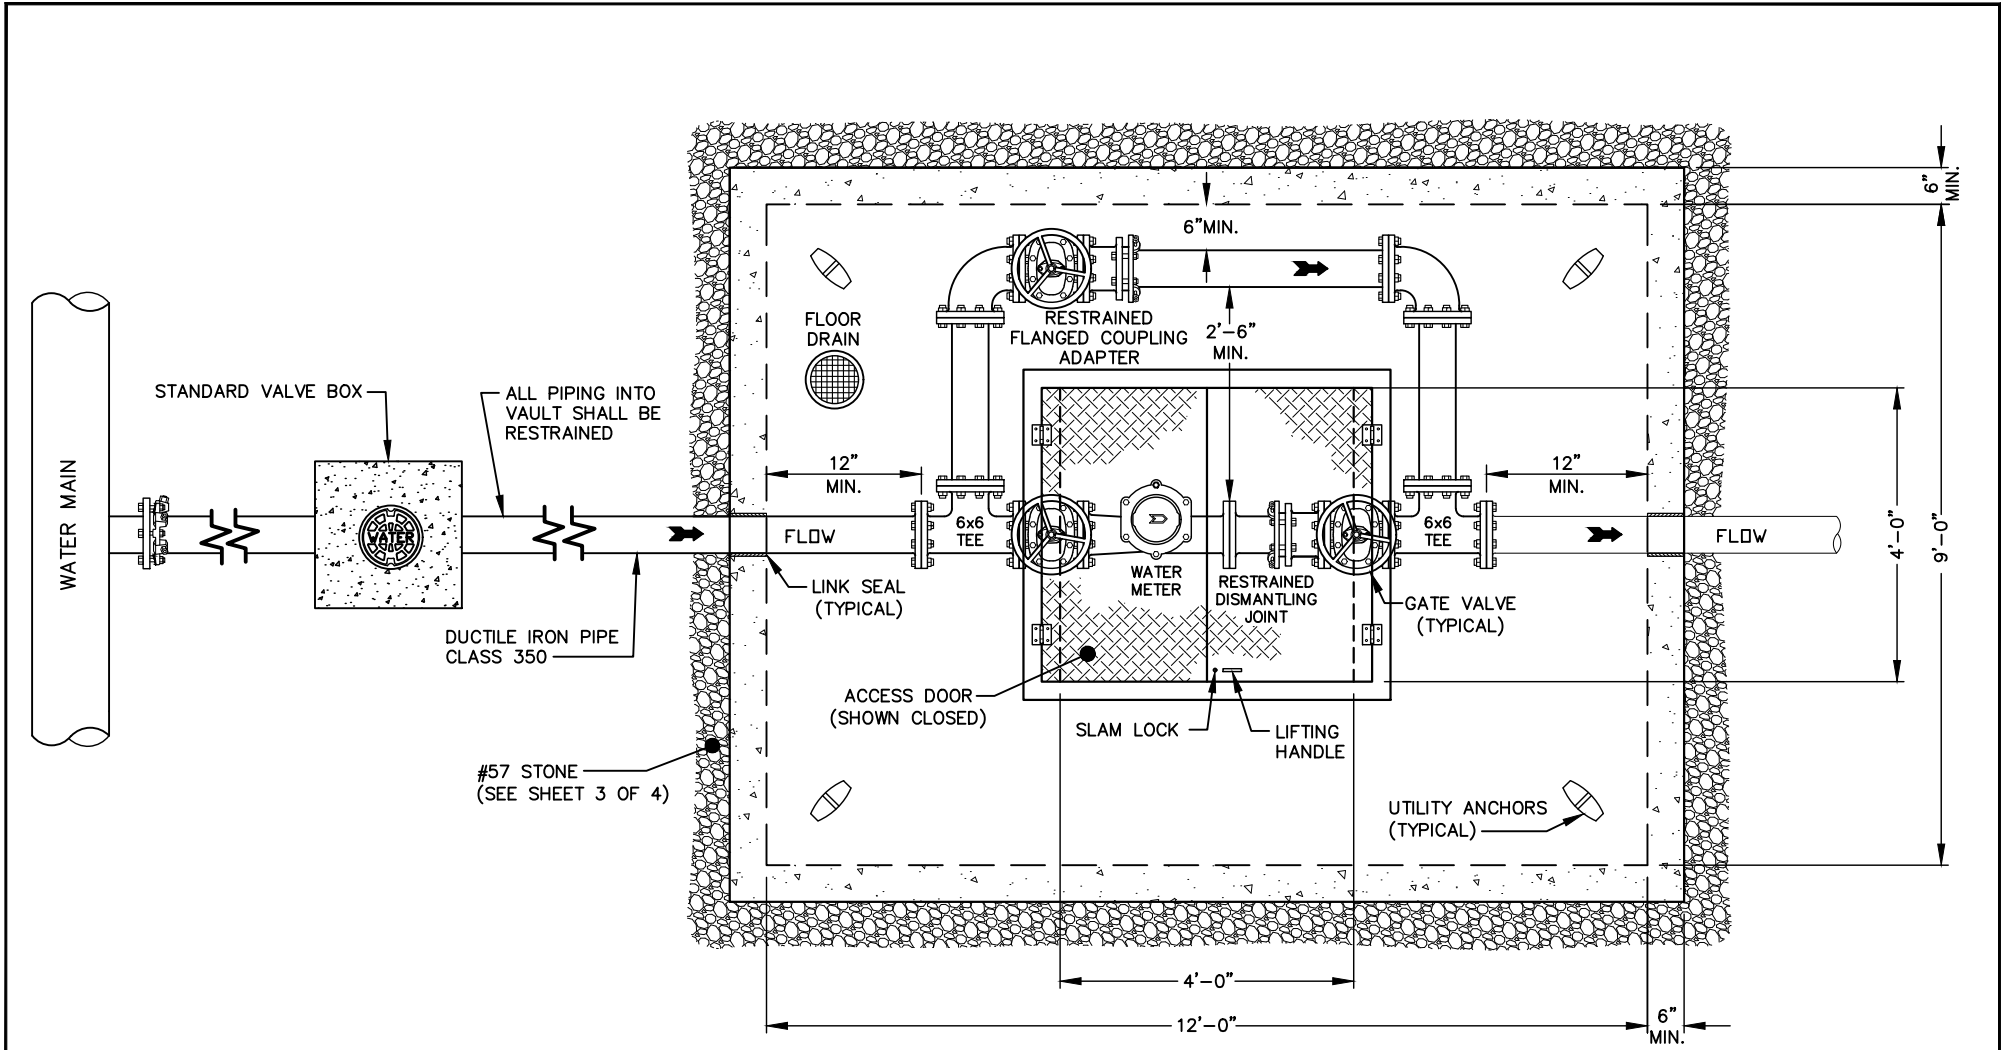 6"
MIN.
6"MIN.
FLOOR
DRAIN
RESTRAINED
FLANGED COUPLING
ADAPTER
2'-6"
MIN.
STANDARD VALVE BOX
ALL PIPING INTO
VAULT SHALL BE
RESTRAINED
WATER MAIN
12"
MIN.
12"
MIN.
WATER
FLOW
6x6
TEE
6x6
TEE
FLOW
4'-0"
9'-0"
LINK SEAL
(TYPICAL)
WATER
METER
RESTRAINED
DISMANTLING
JOINT
GATE VALVE
(TYPICAL)
DUCTILE IRON PIPE
CLASS 350
ACCESS DOOR
(SHOWN CLOSED)
SLAM LOCK
LIFTING
HANDLE
#57 STONE
(SEE SHEET 3 OF 4)
UTILITY ANCHORS
(TYPICAL)
4'-0"
12'-0"
6"
MIN.